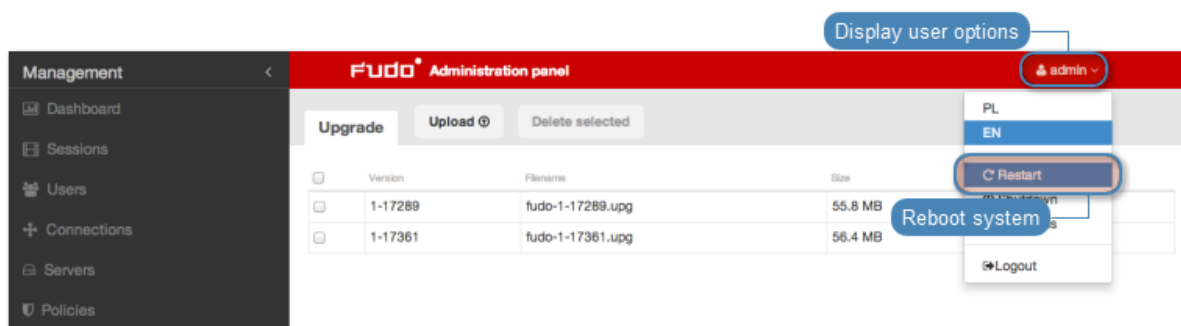 Display user options
Management
Fudo Administration panel
admin
Dashboard
Sessions
Users
Connections
Servers
Policies
Upgrade
Upload
Delete selected
Version Filename Size
1-17289 fudo-1-17289.upg 55.8 MB
1-17361 fudo-1-17361.upg 56.4 MB
PL
EN
Restart
Shutdown
Reboot system
Logout